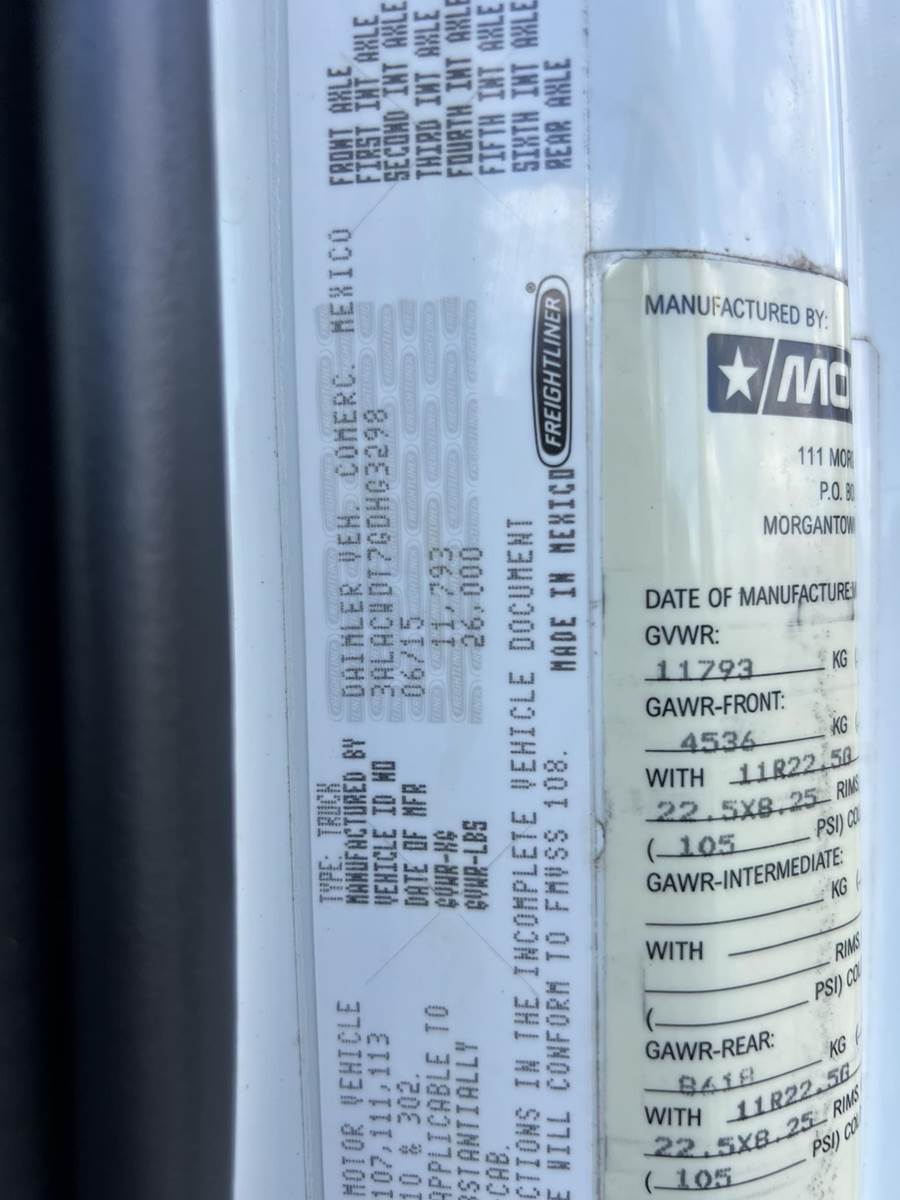 MOTOR VEHICLE
107,111,113
10 & 302.
APPLICABLE TO
BSTANTIALLY
CAB.
CTIONS IN THE INCOMPLETE VEHICLE DOCUMENT
E WILL CONFORM TO FMVSS 108.
TYPE: TRUCK
MANUFACTURED BY DAIMLER VEH. COMERC. MEXICO
VEHICLE ID NO
DATE OF MFR 06/15
GVWR-KG 11,793
GVWR-LBS 26,000
MADE IN MEXICO
FREIGHTLINER®
FRONT AXLE
FIRST INT AXLE
SECOND INT AXLE
THIRD INT AXLE
FOURTH INT AXLE
FIFTH INT AXLE
SIXTH INT AXLE
REAR AXLE
MANUFACTURED BY:
MO
111 MOR
P.O. BO
MORGANTOW
DATE OF MANUFACTURE:
GVWR:
11793 KG (
GAWR-FRONT:
4536 KG (
WITH 11R22.5G
22.5X8.25 RIMS
( 105 PSI) COL
GAWR-INTERMEDIATE:
KG (
WITH
RIMS
( PSI) COL
GAWR-REAR:
8618 KG (
WITH 11R22.5G
22.5X8.25 RIMS
( 105 PSI) COL